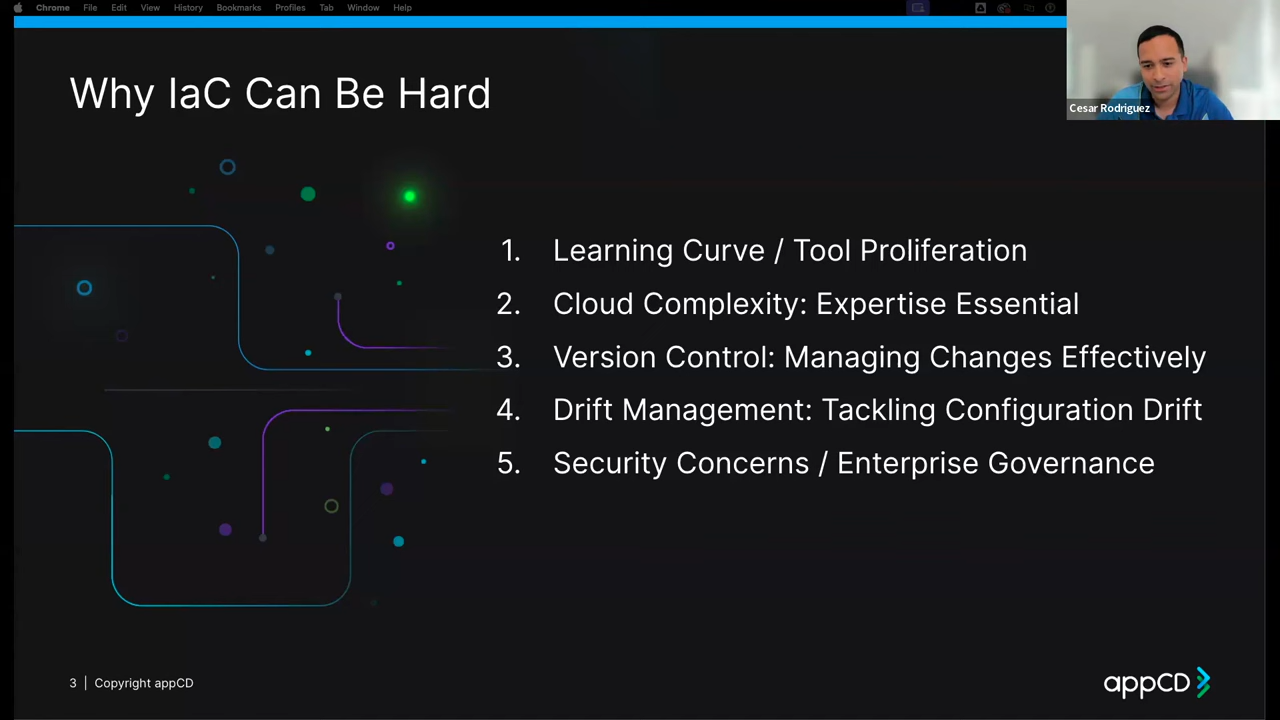 Chrome File Edit View History Bookmarks Profiles Tab Window Help
Why IaC Can Be Hard
Cesar Rodriguez
1. Learning Curve / Tool Proliferation
2. Cloud Complexity: Expertise Essential
3. Version Control: Managing Changes Effectively
4. Drift Management: Tackling Configuration Drift
5. Security Concerns / Enterprise Governance
3 | Copyright appCD
appCD